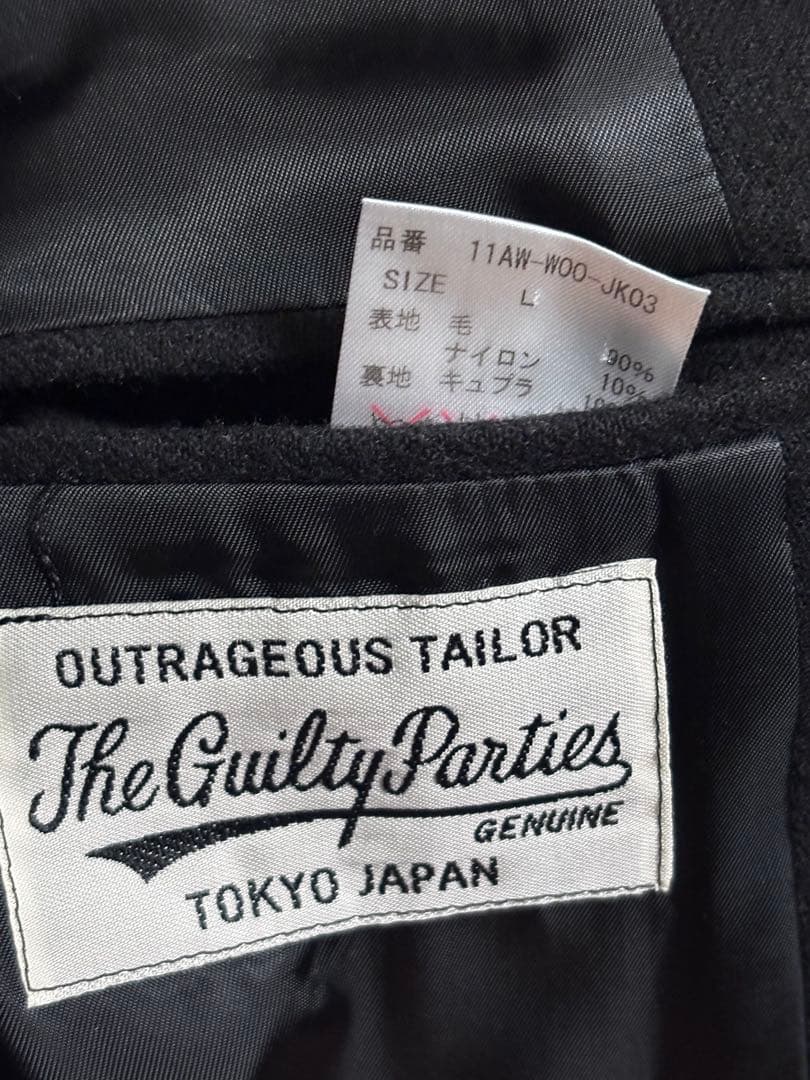 品番 11AW-WOO-JK03
SIZE L
表地 毛 90%
ナイロン 10%
裏地 キュプラ
OUTRAGEOUS TAILOR
The Guilty Parties
GENUINE
TOKYO JAPAN